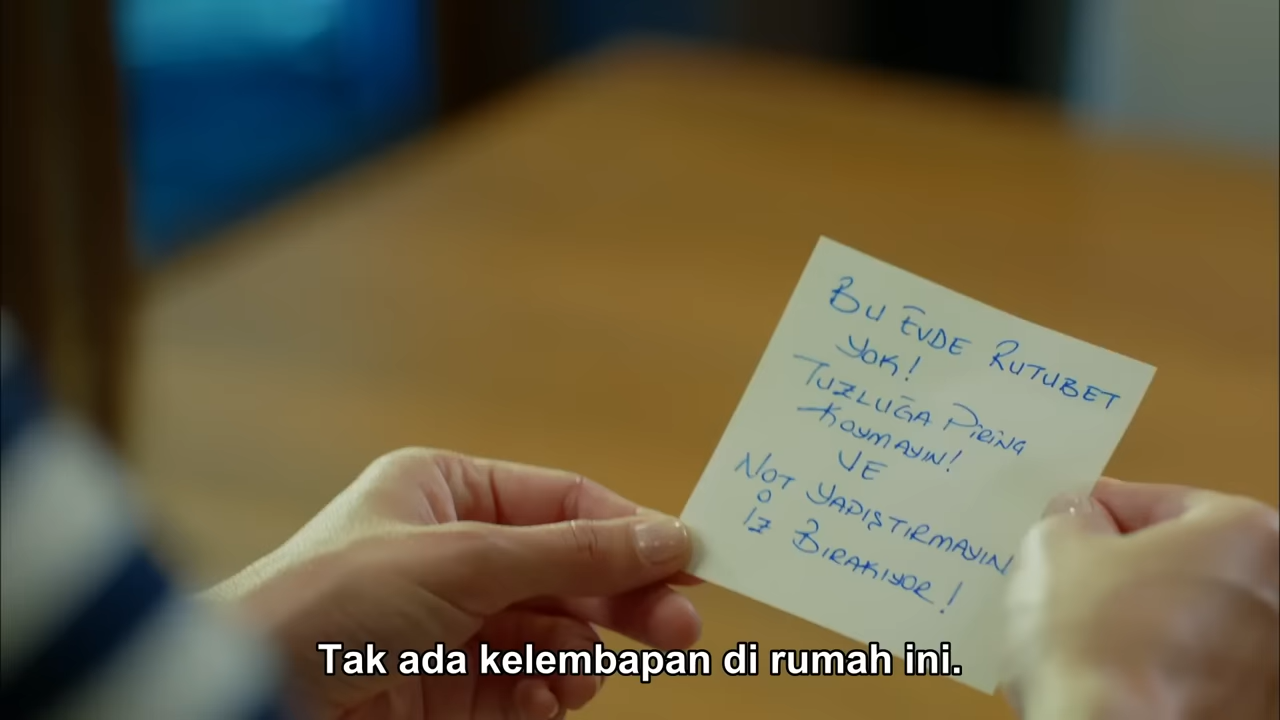 BU EVDE RUTUBET
YOK!
TUZLUĞA PİRİNÇ
KOYMAYIN!
VE
NOT YAPIŞTIRMAYIN
O
İZ BIRAKIYOR!
Tak ada kelembapan di rumah ini.